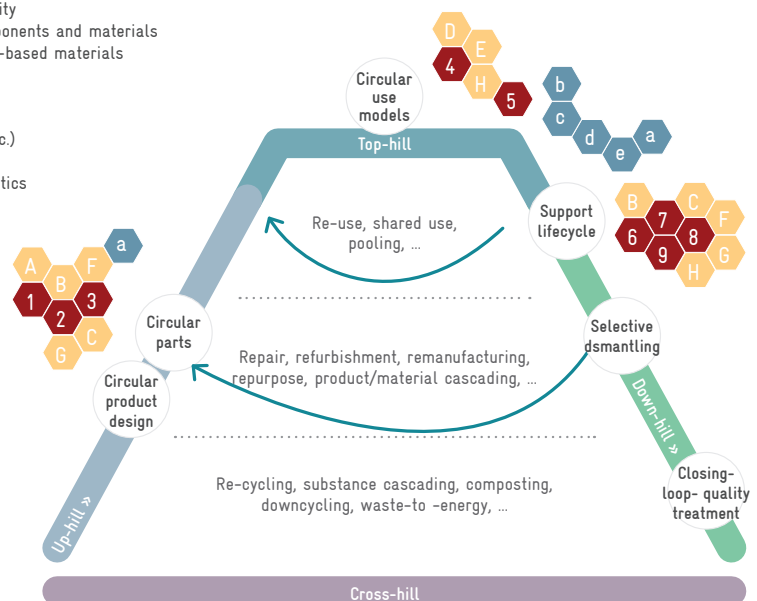 ity
ponents and materials
-based materials
c.)
tics
Circular
use
models
Top-hill
D
E
4
H
5
b
c
d
e
a
Support
lifecycle
B
7
C
F
6
8
9
G
H
Re-use, shared use,
pooling, ...
a
A
B
F
1
2
3
C
G
Circular
parts
Selective
dsmantling
Repair, refurbishment, remanufacturing,
repurpose, product/material cascading, ...
Circular
product
design
Down-hill »
Re-cycling, substance cascading, composting,
downcycling, waste-to -energy, ...
Closing-
loop- quality
treatment
Up-hill »
Cross-hill